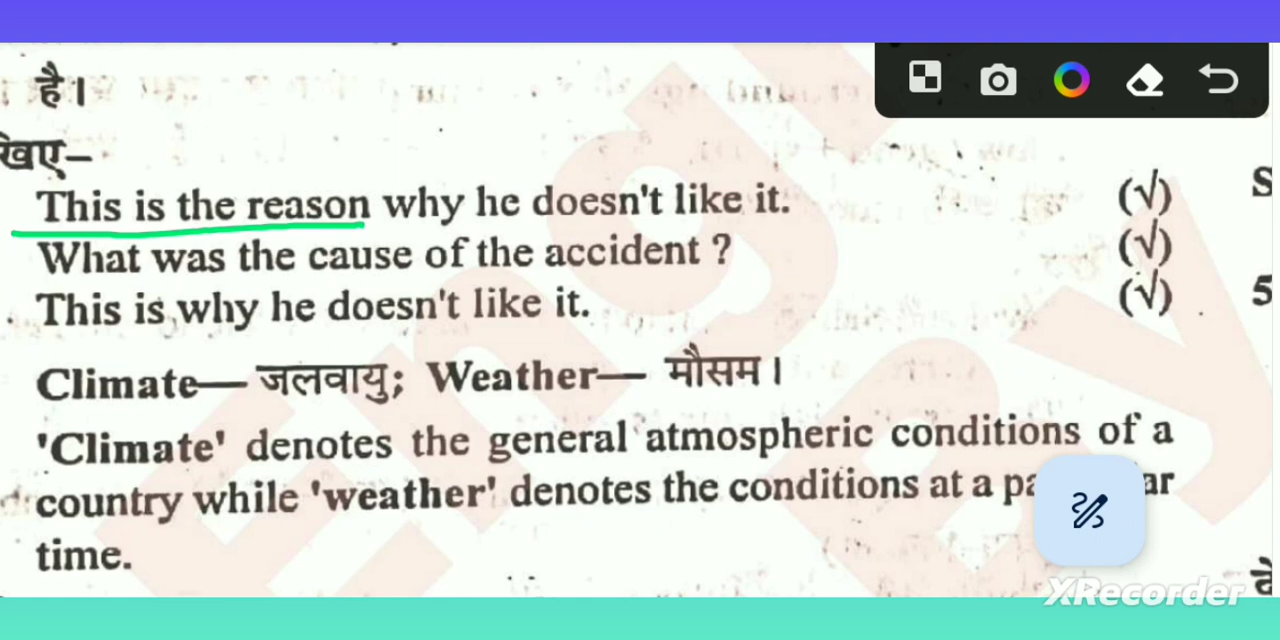 है।
खिए–
This is the reason why he doesn't like it. (√)
What was the cause of the accident ? (√)
This is why he doesn't like it. (√)
5
Climate— जलवायु; Weather— मौसम।
'Climate' denotes the general atmospheric conditions of a
country while 'weather' denotes the conditions at a
time.
XRecorder